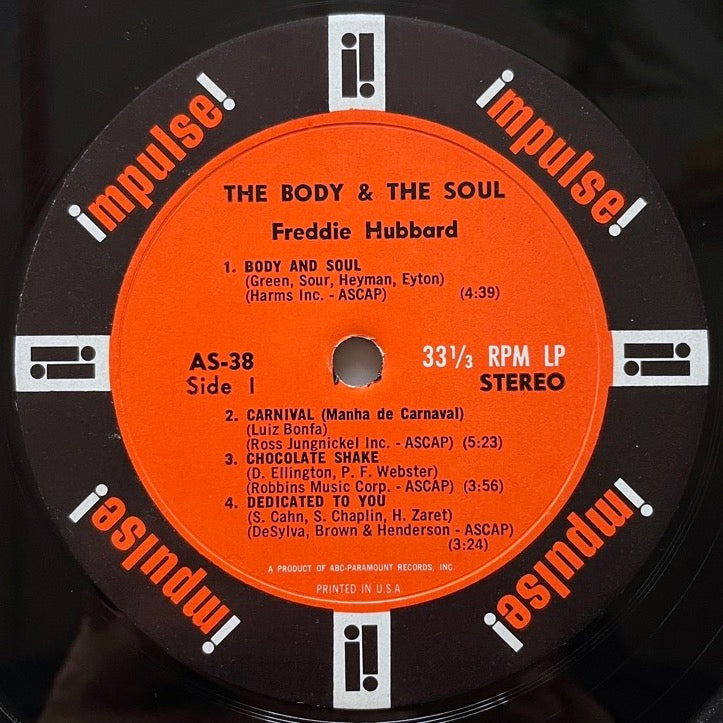 impulse!
impulse!
THE BODY & THE SOUL
Freddie Hubbard
1. BODY AND SOUL
(Green, Sour, Heyman, Eyton)
(Harms Inc. - ASCAP) (4:39)
AS-38
Side 1
33⅓ RPM LP
STEREO
2. CARNIVAL (Manha de Carnaval)
(Luiz Bonfa)
(Ross Jungnickel Inc. - ASCAP) (5:23)
3. CHOCOLATE SHAKE
(D. Ellington, P. F. Webster)
(Robbins Music Corp. - ASCAP) (3:56)
4. DEDICATED TO YOU
(S. Cahn, S. Chaplin, H. Zaret)
(DeSylva, Brown & Henderson - ASCAP)
(3:24)
A PRODUCT OF ABC-PARAMOUNT RECORDS, INC.
PRINTED IN U.S.A.
impulse!
impulse!